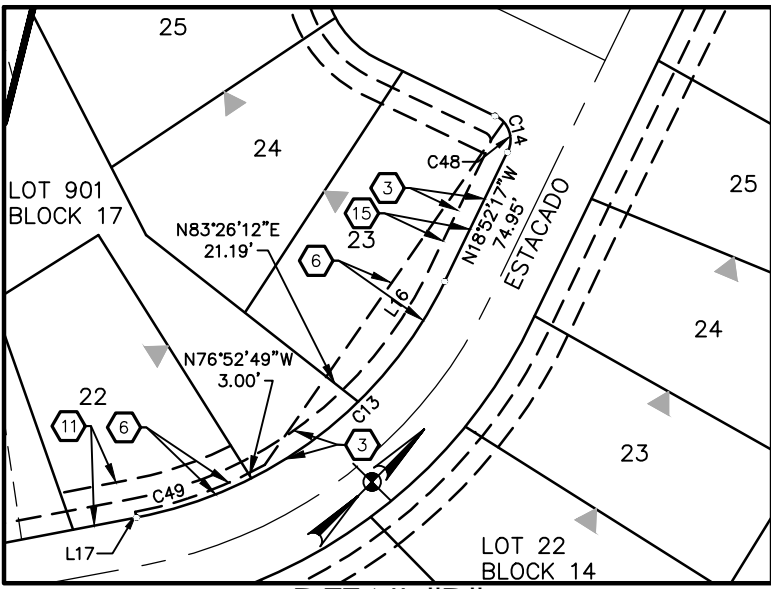 25
24
LOT 901
BLOCK 17
C14
C48
3
15
23
N83°26'12"E
21.19'
6
N18°52'17"W
74.95'
ESTACADO
25
L16
24
N76°52'49"W
3.00'
22
11
6
C13
3
23
C49
L17
LOT 22
BLOCK 14